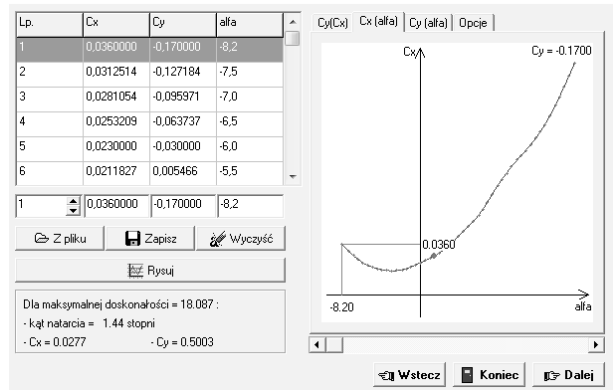 Lp. Cx Cy alfa
1 0,0360000 -0,170000 -8,2
2 0,0312514 -0,127184 -7,5
3 0,0281054 -0,095971 -7,0
4 0,0253209 -0,063737 -6,5
5 0,0230000 -0,030000 -6,0
6 0,0211827 0,005466 -5,5
1 0,0360000 -0,170000 -8,2
Z pliku Zapisz Wyczyść
Rysuj
Dla maksymalnej doskonałości = 18.087 :
- kąt natarcia = 1.44 stopni
- Cx = 0.0277 - Cy = 0.5003
Cy(Cx) Cx (alfa) Cy (alfa) Opcje
Cx Cy = -0.1700
0.0360
-8.20 alfa
Wstecz Koniec Dalej